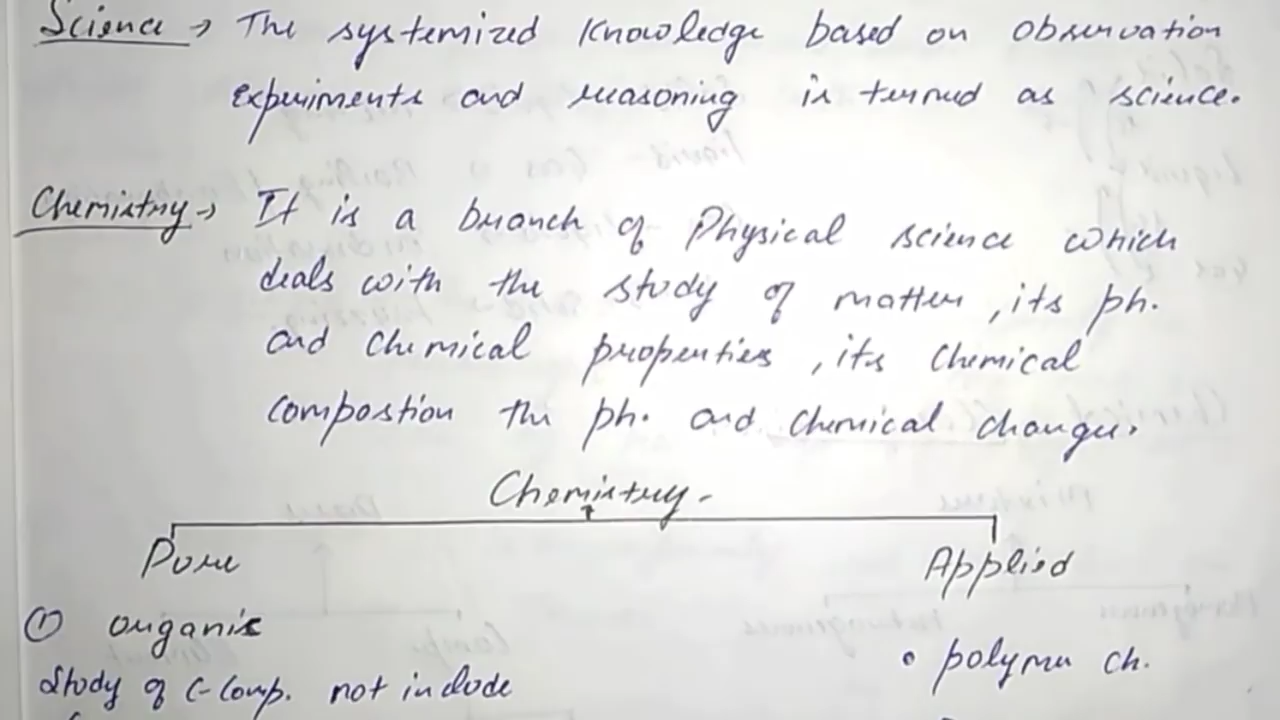 Science → The systemized knowledge based on observation
experiments and reasoning is termed as science.
Chemistry → It is a branch of Physical science which
deals with the study of matter, its ph.
and chemical properties, its chemical
compostion the ph. and chemical changes.
Chemistry.
Pure Applied
① organic
• polymer ch.
Study of C-Comp. not include